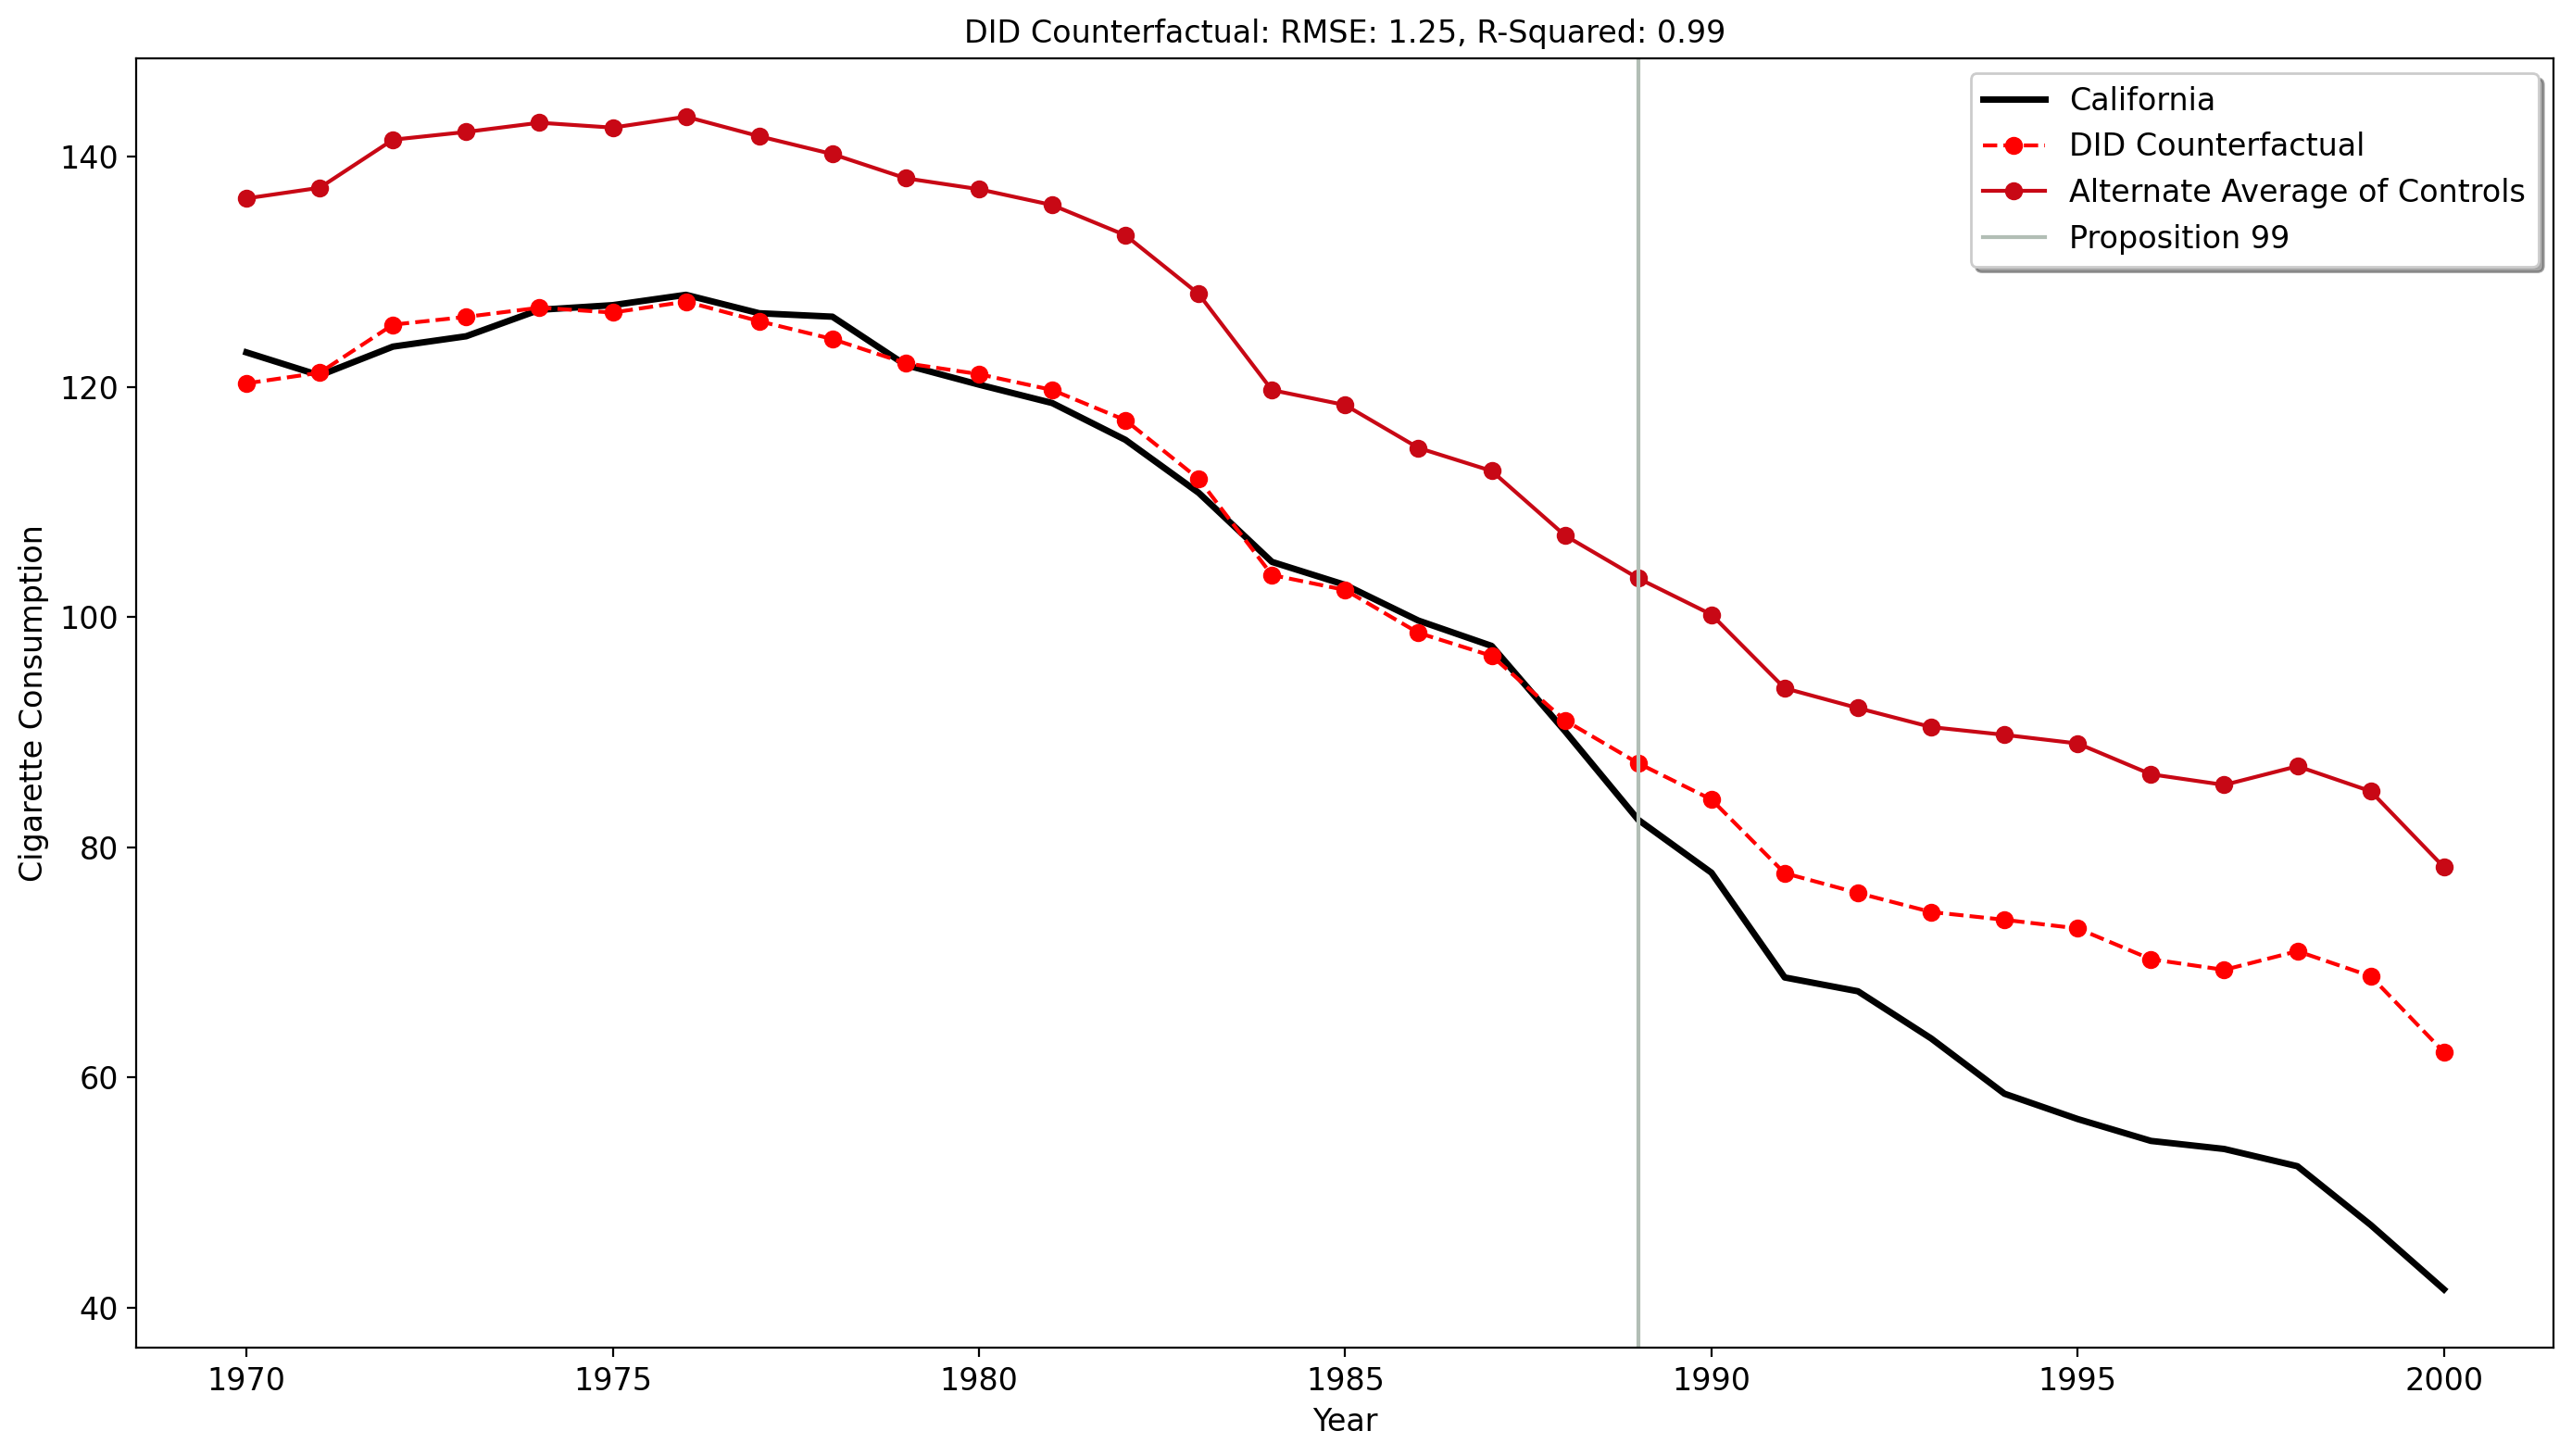 DID Counterfactual: RMSE: 1.25, R-Squared: 0.99
California
DID Counterfactual
Alternate Average of Controls
Proposition 99
Cigarette Consumption
140
120
100
80
60
40
1970 1975 1980 1985 1990 1995 2000
Year